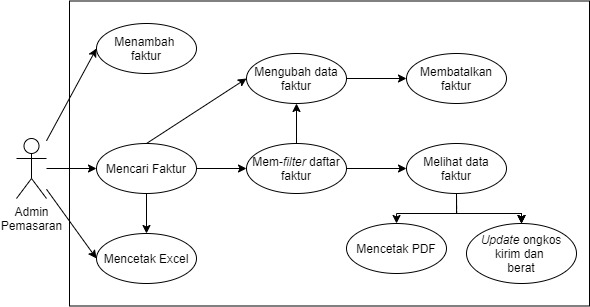 Menambah
faktur
Mengubah data
faktur
Membatalkan
faktur
Mencari Faktur
Mem-filter daftar
faktur
Melihat data
faktur
Admin
Pemasaran
Mencetak Excel
Mencetak PDF
Update ongkos
kirim dan
berat